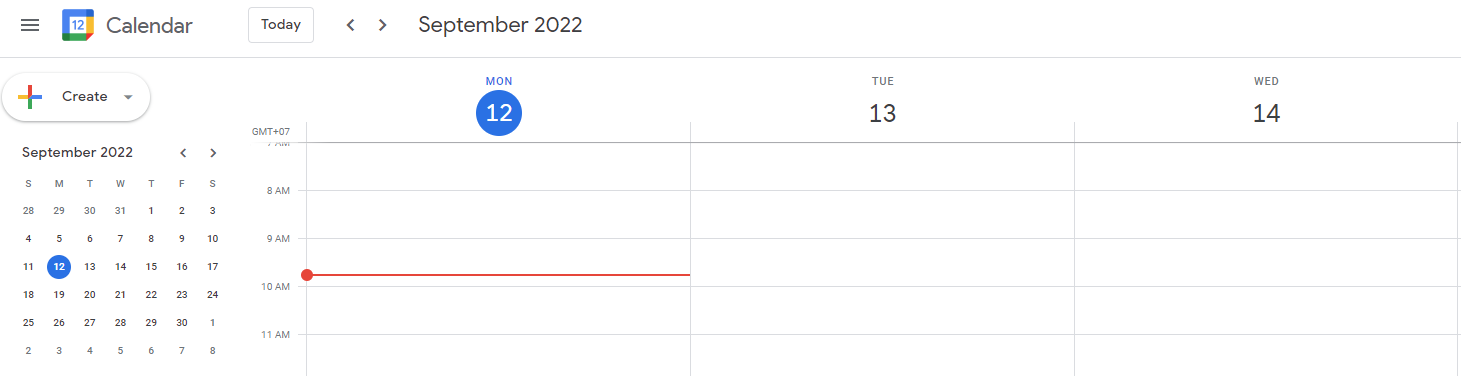 12 Calendar Today September 2022
Create
MON TUE WED
12 13 14
GMT+07
7 AM
September 2022
S M T W T F S
8 AM
28 29 30 31 1 2 3
4 5 6 7 8 9 10
9 AM
11 12 13 14 15 16 17
10 AM
18 19 20 21 22 23 24
25 26 27 28 29 30 1
11 AM
2 3 4 5 6 7 8